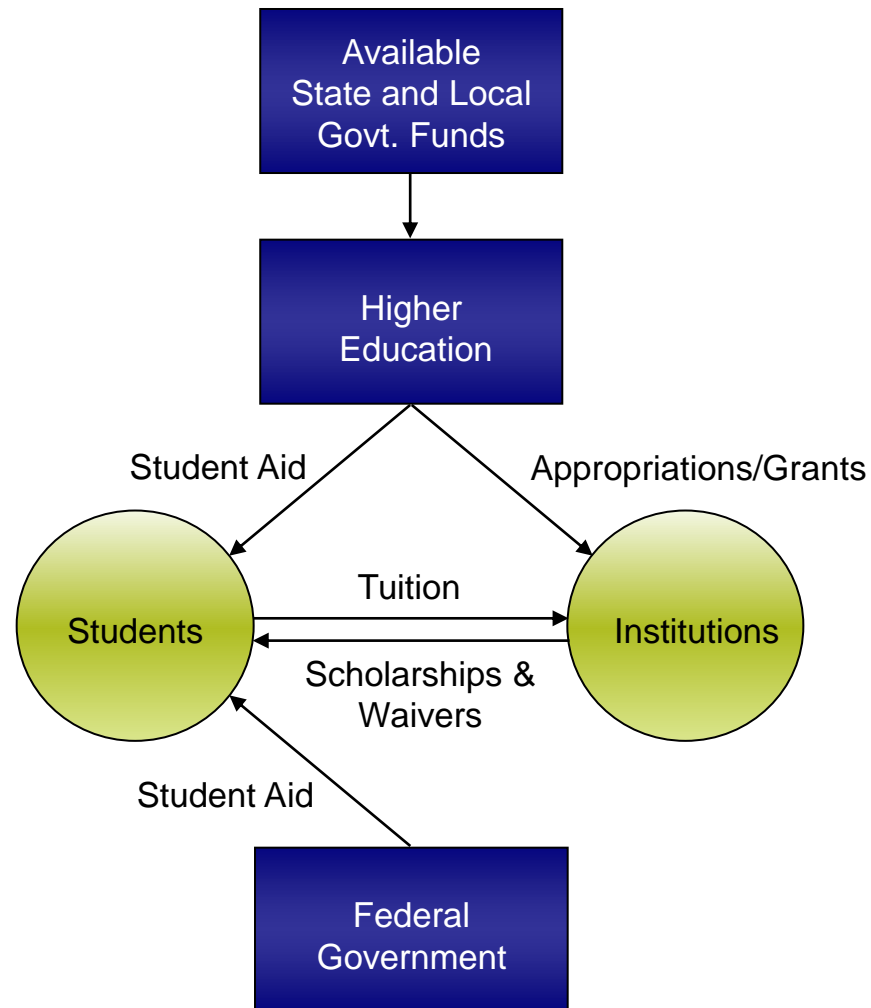 Available
State and Local
Govt. Funds
Higher
Education
Student Aid
Appropriations/Grants
Students
Tuition
Institutions
Scholarships &
Waivers
Student Aid
Federal
Government